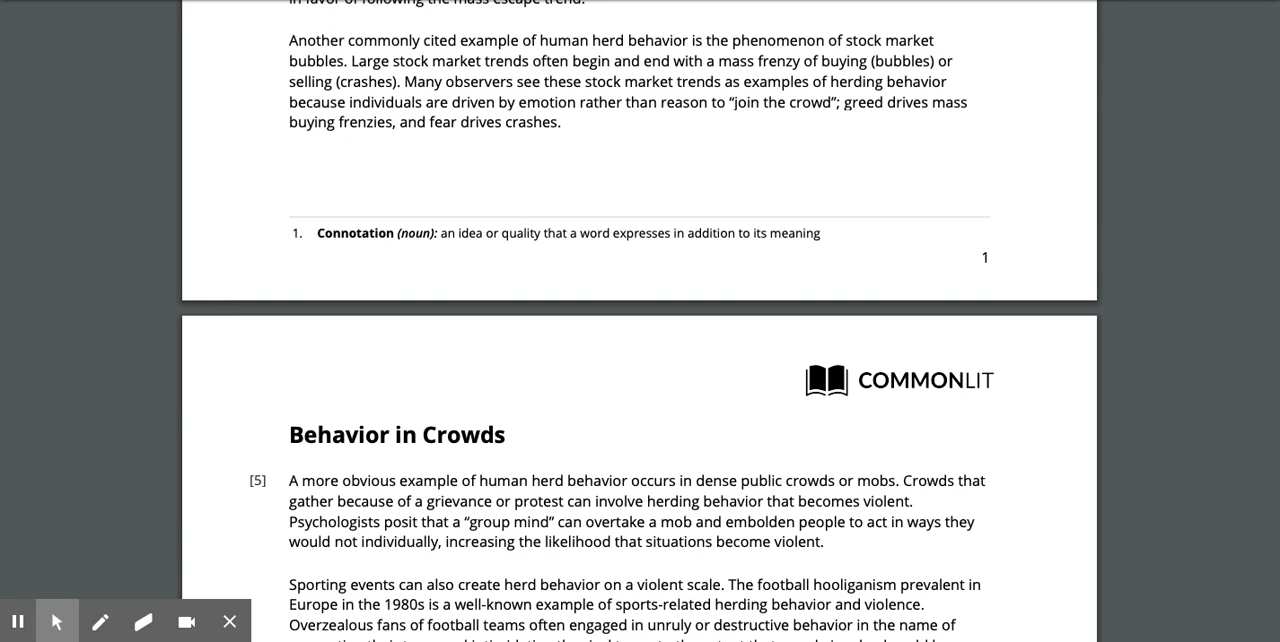 in favor of following the mass escape trend.
Another commonly cited example of human herd behavior is the phenomenon of stock market
bubbles. Large stock market trends often begin and end with a mass frenzy of buying (bubbles) or
selling (crashes). Many observers see these stock market trends as examples of herding behavior
because individuals are driven by emotion rather than reason to “join the crowd”; greed drives mass
buying frenzies, and fear drives crashes.
1. Connotation (noun): an idea or quality that a word expresses in addition to its meaning
1
COMMONLIT
Behavior in Crowds
[5] A more obvious example of human herd behavior occurs in dense public crowds or mobs. Crowds that
gather because of a grievance or protest can involve herding behavior that becomes violent.
Psychologists posit that a “group mind” can overtake a mob and embolden people to act in ways they
would not individually, increasing the likelihood that situations become violent.
Sporting events can also create herd behavior on a violent scale. The football hooliganism prevalent in
Europe in the 1980s is a well-known example of sports-related herding behavior and violence.
Overzealous fans of football teams often engaged in unruly or destructive behavior in the name of